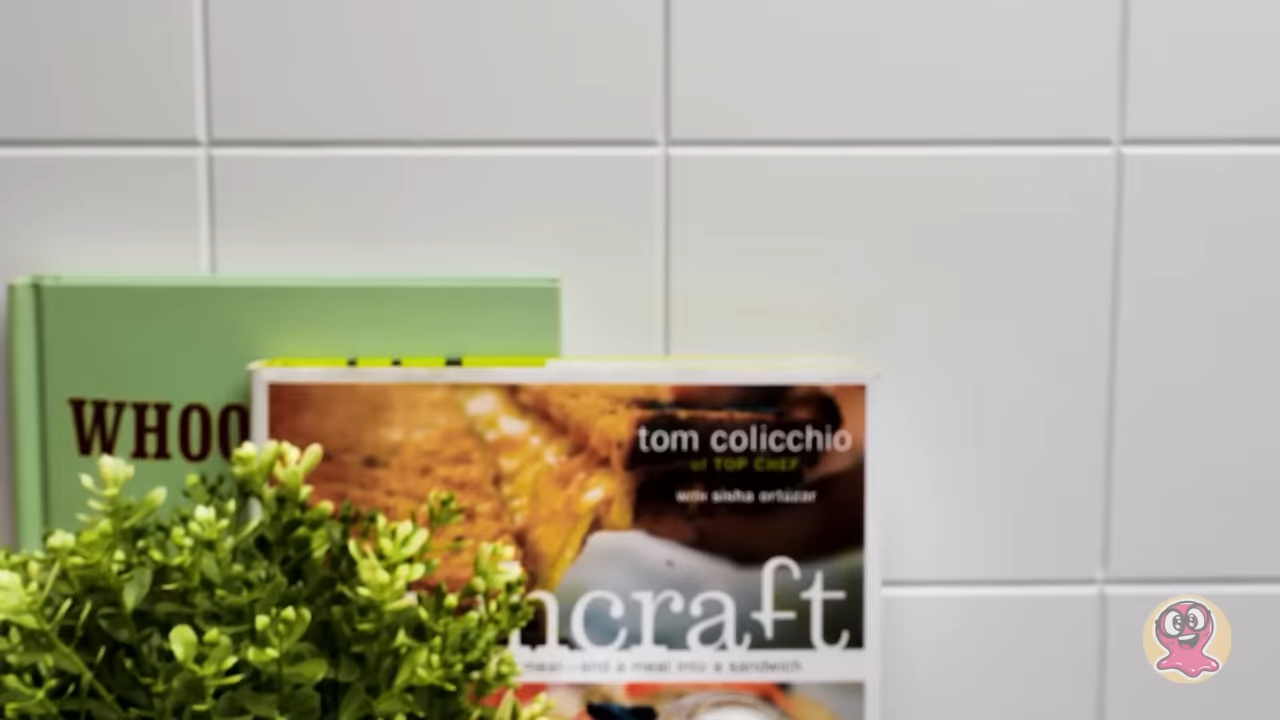 WHOO
tom colicchio
of TOP CHEF
with sisha ortúzar
ncraft
meal—and a meal into a sandwich